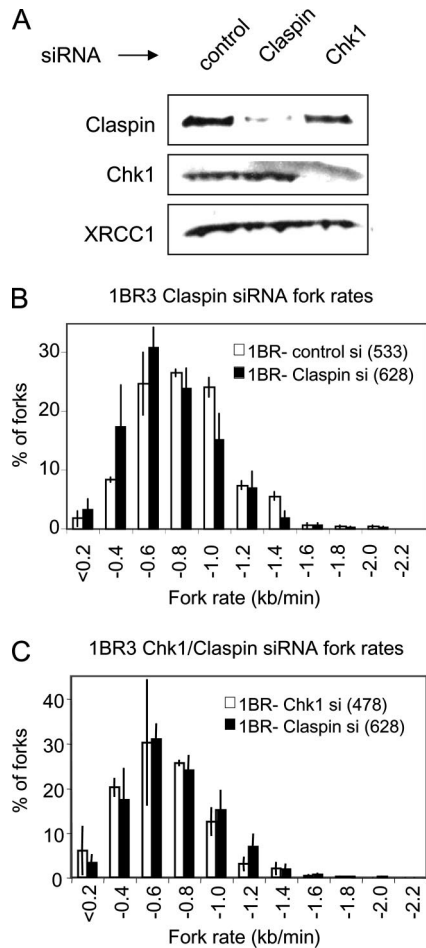 A
siRNA → control Claspin Chk1
Claspin
Chk1
XRCC1
B
1BR3 Claspin siRNA fork rates
1BR- control si (533)
1BR- Claspin si (628)
% of forks
30
20
10
0
<0.2 -0.4 -0.6 -0.8 -1.0 -1.2 -1.4 -1.6 -1.8 -2.0 -2.2
Fork rate (kb/min)
C
1BR3 Chk1/Claspin siRNA fork rates
1BR- Chk1 si (478)
1BR- Claspin si (628)
% of forks
40
30
20
10
0
<0.2 -0.4 -0.6 -0.8 -1.0 -1.2 -1.4 -1.6 -1.8 -2.0 -2.2
Fork rate (kb/min)